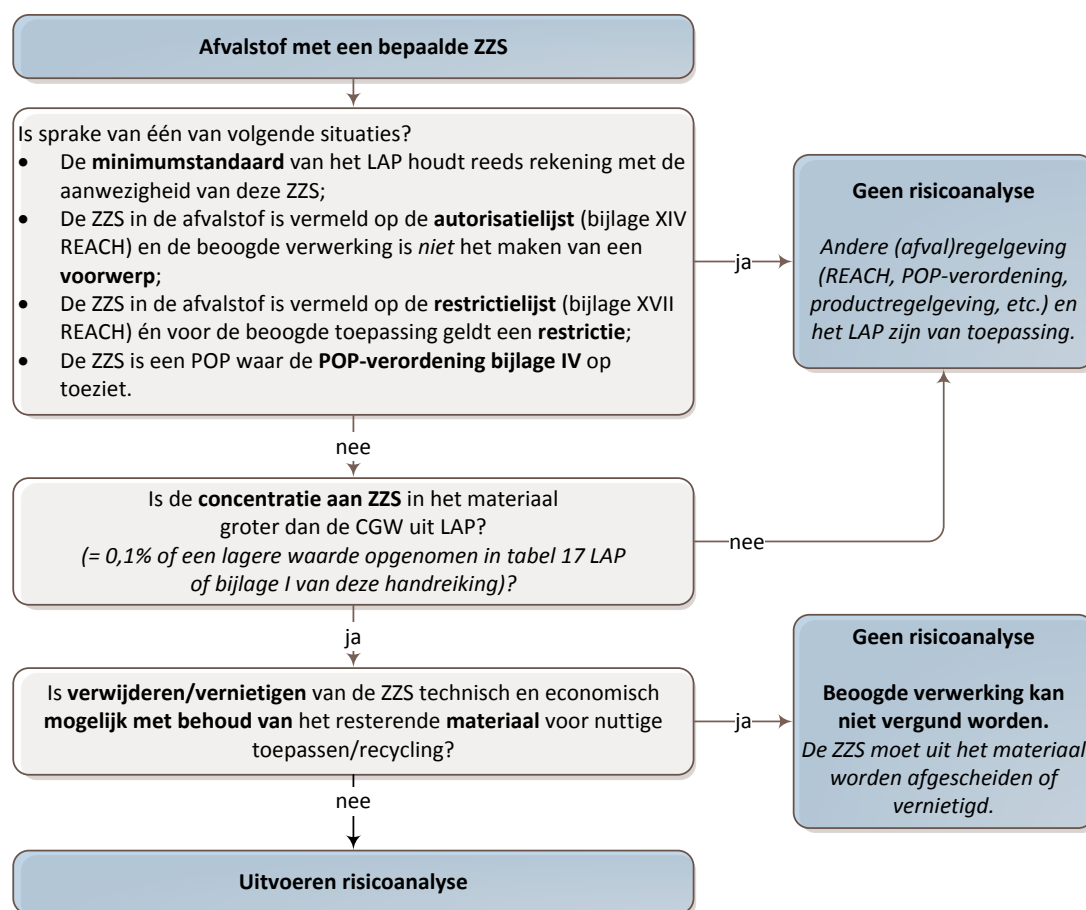 Afvalstof met een bepaalde ZZS
Is sprake van één van volgende situaties?
• De minimumstandaard van het LAP houdt reeds rekening met de
aanwezigheid van deze ZZS;
• De ZZS in de afvalstof is vermeld op de autorisatielijst (bijlage XIV
REACH) en de beoogde verwerking is niet het maken van een
voorwerp;
• De ZZS in de afvalstof is vermeld op de restrictielijst (bijlage XVII
REACH) én voor de beoogde toepassing geldt een restrictie;
• De ZZS is een POP waar de POP-verordening bijlage IV op
toeziet.
ja
Geen risicoanalyse
Andere (afval)regelgeving
(REACH, POP-verordening,
productregelgeving, etc.) en
het LAP zijn van toepassing.
nee
Is de concentratie aan ZZS in het materiaal
groter dan de CGW uit LAP?
(= 0,1% of een lagere waarde opgenomen in tabel 17 LAP
of bijlage I van deze handreiking)?
nee
ja
Is verwijderen/vernietigen van de ZZS technisch en economisch
mogelijk met behoud van het resterende materiaal voor nuttige
toepassen/recycling?
ja
Geen risicoanalyse
Beoogde verwerking kan
niet vergund worden.
De ZZS moet uit het materiaal
worden afgescheiden of
vernietigd.
nee
Uitvoeren risicoanalyse